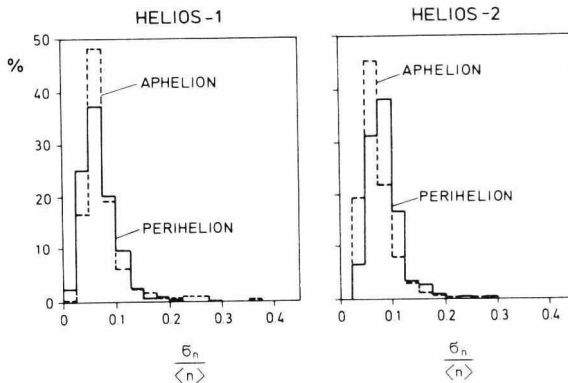 HELIOS-1
HELIOS-2
%
50
40
30
20
10
0
APHELION
PERIHELION
APHELION
PERIHELION
0 0.1 0.2 0.3 0.4
0 0.1 0.2 0.3 0.4
σn
⟨n⟩
σn
⟨n⟩